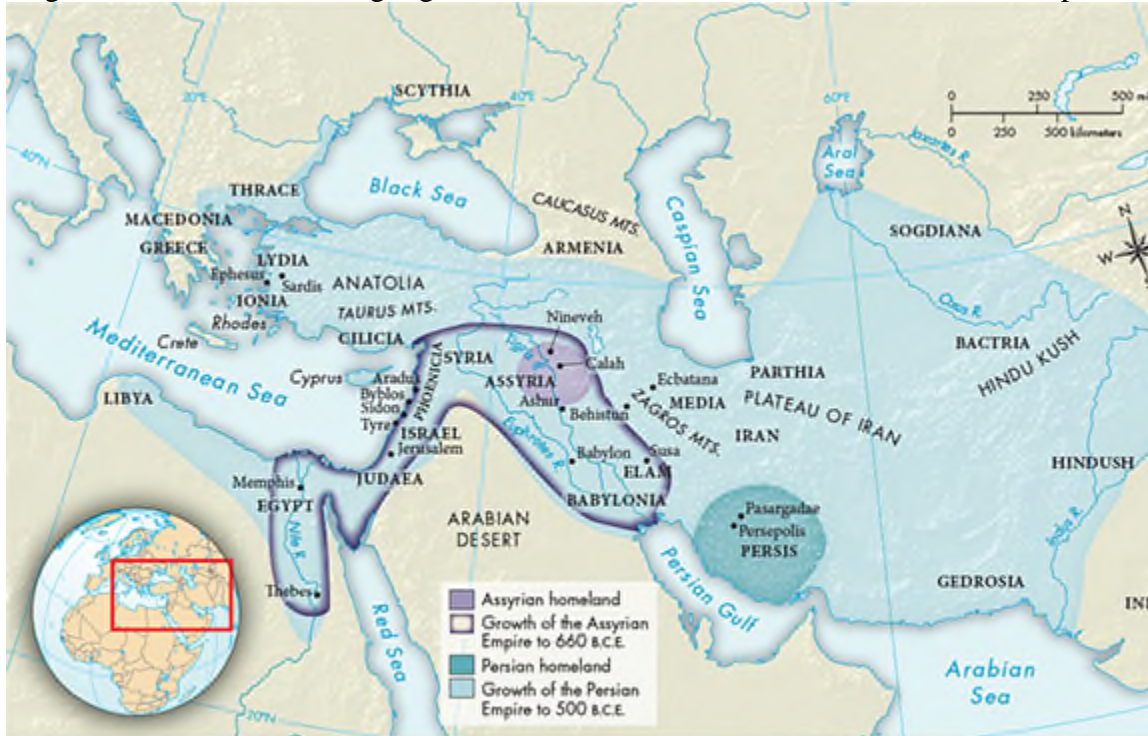 SCYTHIA
20°E
40°E
60°E
0 250 500 mi
0 250 500 kilometers
Jaxartes R.
Aral
Sea
40°N
THRACE
Black Sea
CAUCASUS MTS.
Caspian Sea
SOGDIANA
N
W
MACEDONIA
GREECE
ARMENIA
LYDIA
Ephesus
Sardis
IONIA
ANATOLIA
TAURUS MTS.
Oxus R.
Rhodes
Crete
CILICIA
Nineveh
BACTRIA
HINDU KUSH
Mediterranean Sea
Cyprus
SYRIA
Tigris R.
Calah
PARTHIA
Aradus
PHOENICIA
ASSYRIA
Ecbatana
PLATEAU OF IRAN
LIBYA
Byblos
Sidon
Ashur
Behistun
MEDIA
ZAGROS MTS.
Tyre
ISRAEL
Euphrates R.
IRAN
Jerusalem
Babylon
Susa
HINDUSH
Memphis
JUDAEA
ELAM
EGYPT
BABYLONIA
Pasargadae
Indus R.
Nile R.
ARABIAN
DESERT
Persepolis
PERSIS
Thebes
GEDROSIA
Red Sea
Persian Gulf
Arabian
Sea
20°N
Assyrian homeland
Growth of the Assyrian
Empire to 660 B.C.E.
Persian homeland
Growth of the Persian
Empire to 500 B.C.E.